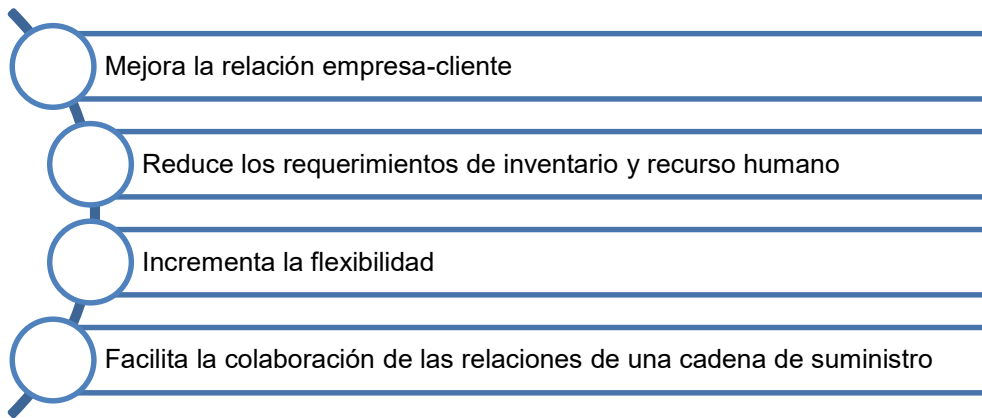 Mejora la relación empresa-cliente
Reduce los requerimientos de inventario y recurso humano
Incrementa la flexibilidad
Facilita la colaboración de las relaciones de una cadena de suministro